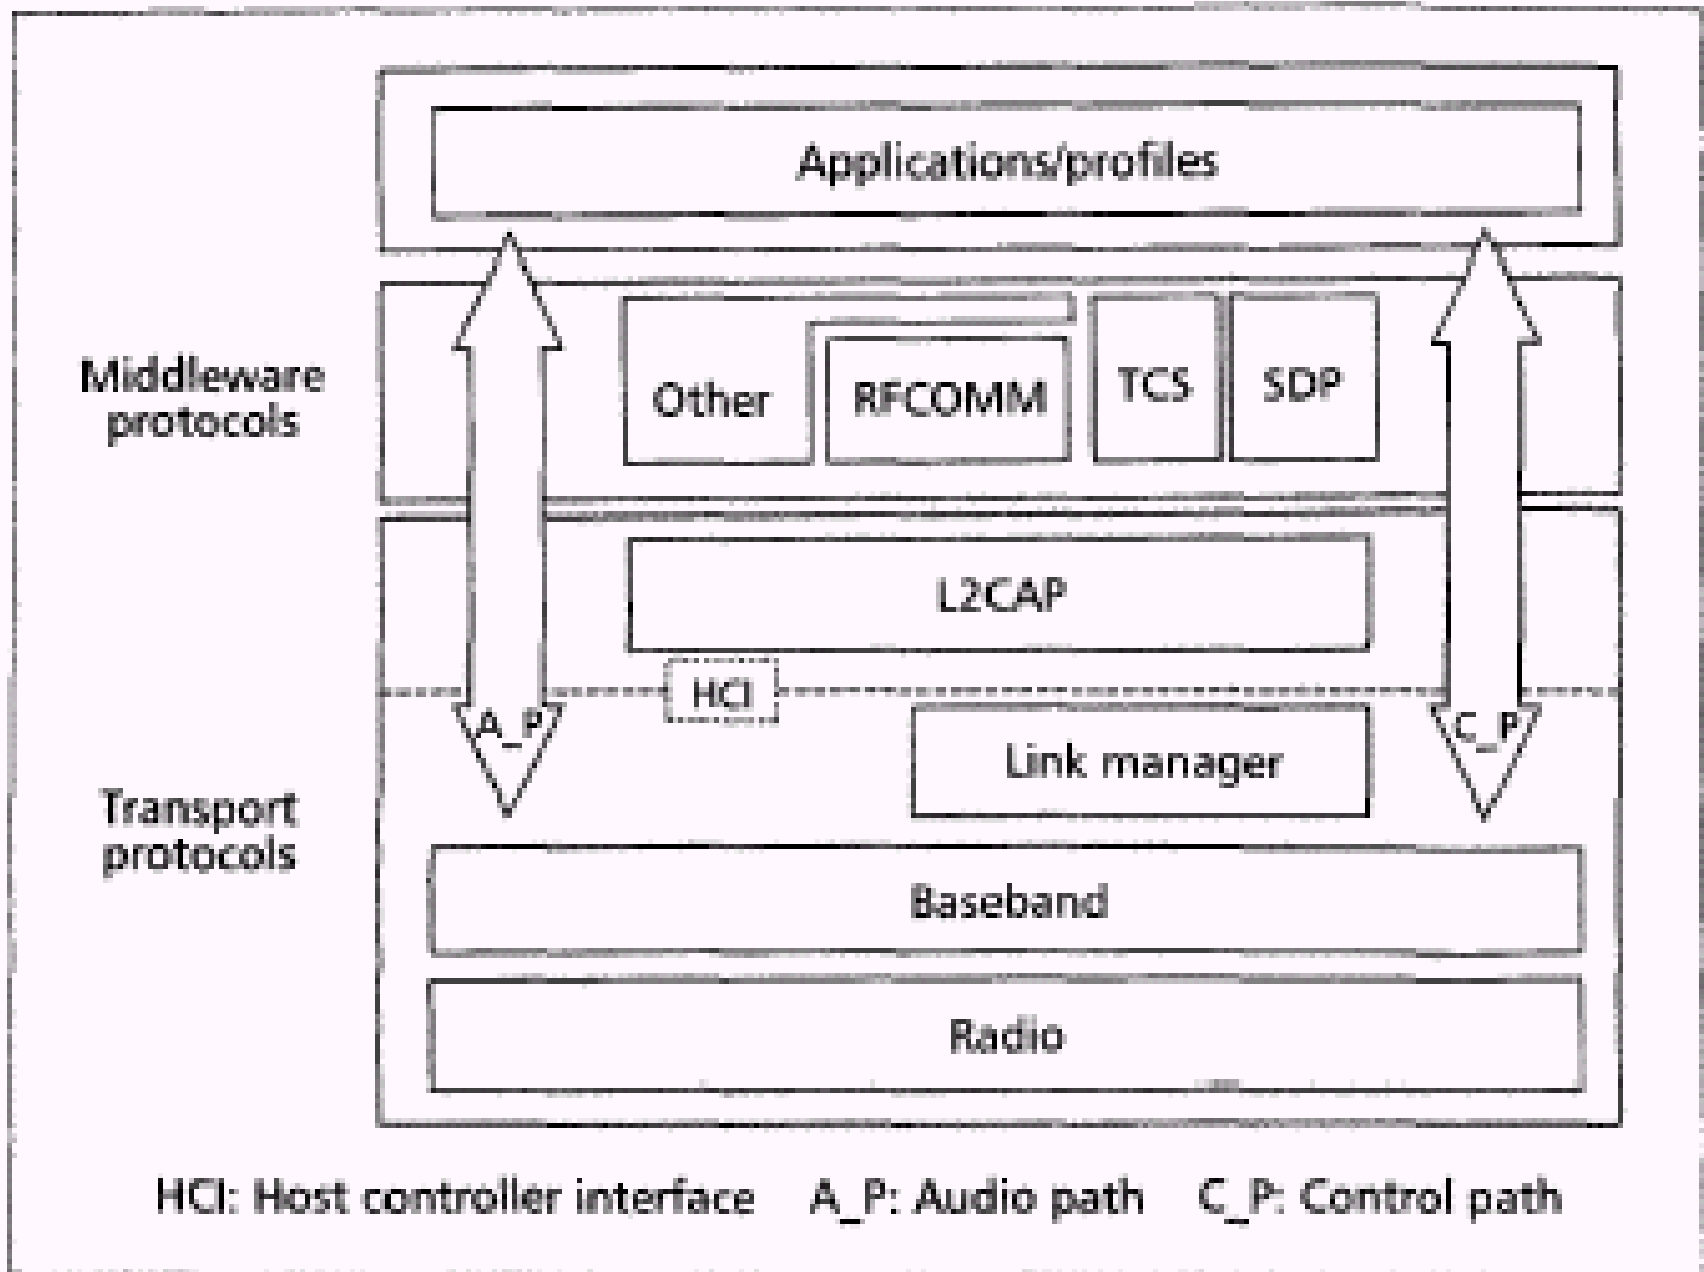 Applications/profiles
Middleware
protocols
Other
RFCOMM
TCS
SDP
L2CAP
HCI
A_P
C_P
Link manager
Transport
protocols
Baseband
Radio
HCI: Host controller interface A_P: Audio path C_P: Control path